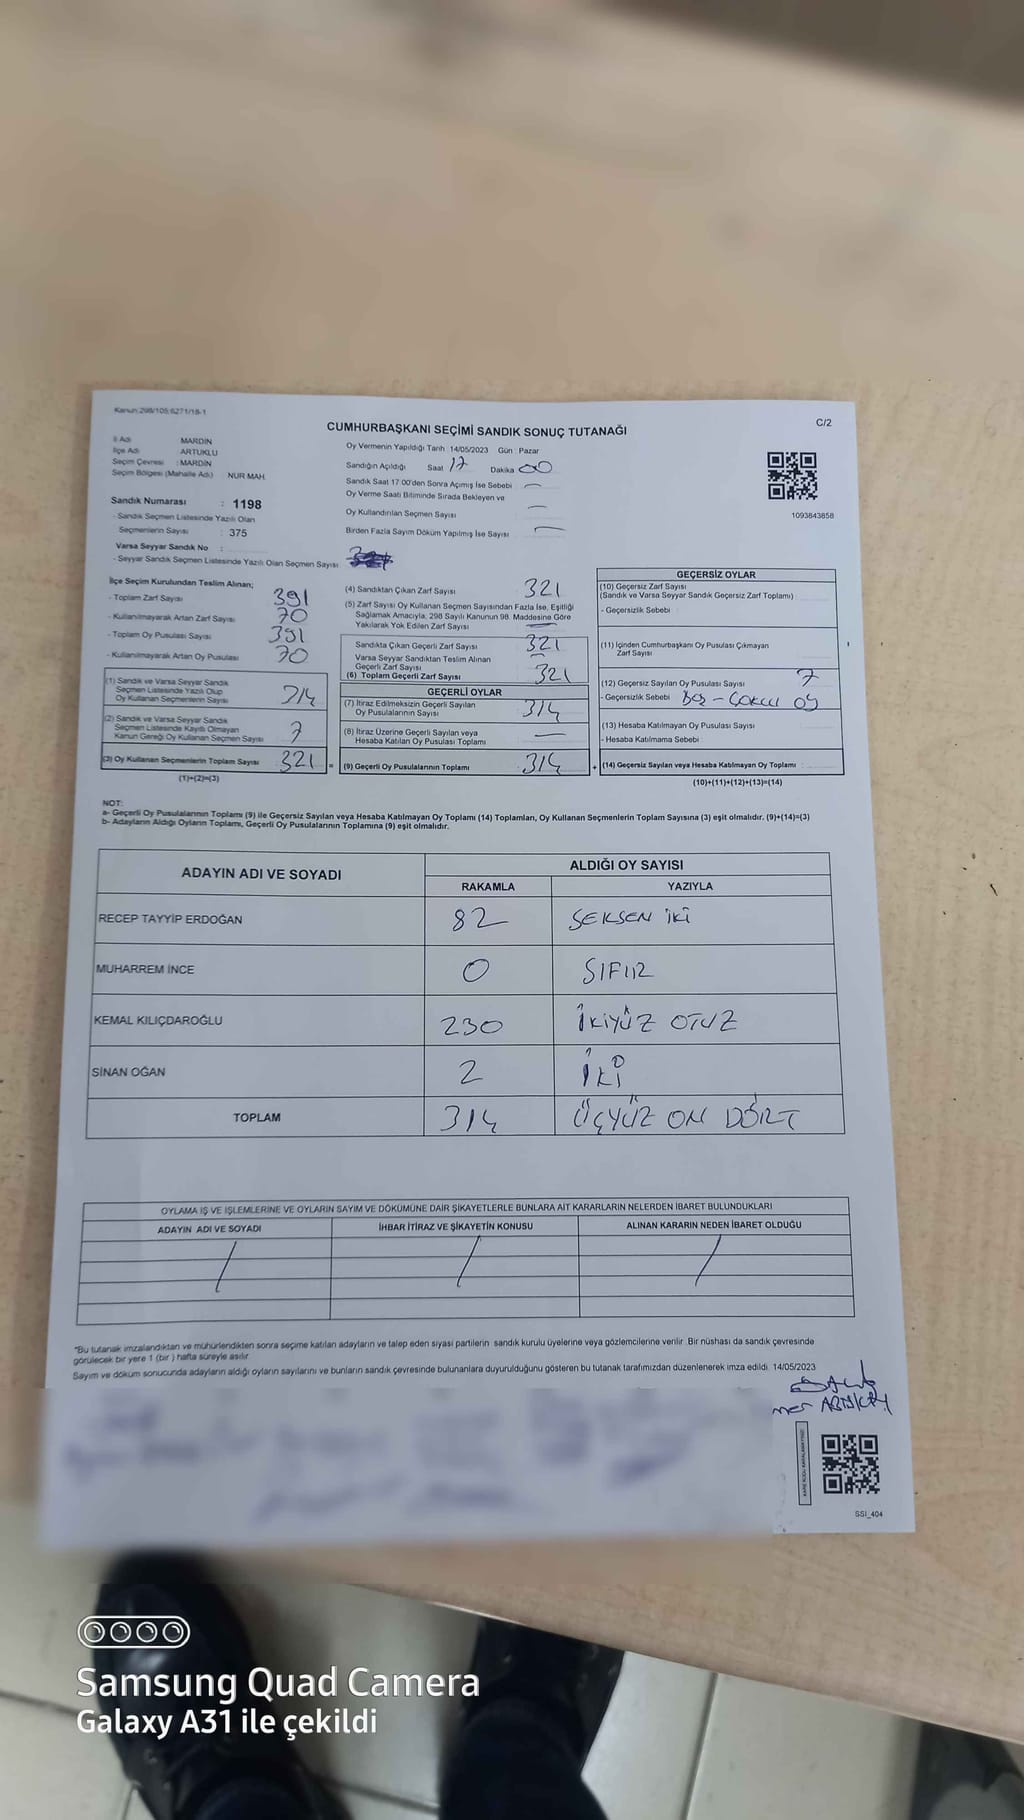 Kanun:298/105;6271/18-1
C/2
CUMHURBAŞKANI SEÇİMİ SANDIK SONUÇ TUTANAĞI
İl Adı MARDİN
İlçe Adı ARTUKLU
Seçim Çevresi : MARDİN
Seçim Bölgesi (Mahalle Adı) NUR MAH.
Sandık Numarası : 1198
- Sandık Seçmen Listesinde Yazılı Olan
Seçmenlerin Sayısı : 375
Varsa Seyyar Sandık No :
- Seyyar Sandık Seçmen Listesinde Yazılı Olan Seçmen Sayısı
Oy Vermenin Yapıldığı Tarih :14/05/2023 Gün : Pazar
Sandığın Açıldığı Saat 17 Dakika 00
Sandık Saat 17:00'den Sonra Açımış İse Sebebi —
Oy Verme Saati Bitiminde Sırada Bekleyen ve
Oy Kullandırılan Seçmen Sayısı —
Birden Fazla Sayım Döküm Yapılmış İse Sayısı —
1093843858
İlçe Seçim Kurulundan Teslim Alınan;
- Toplam Zarf Sayısı 391
- Kullanılmayarak Artan Zarf Sayısı 70
- Toplam Oy Pusulası Sayısı 391
- Kullanılmayarak Artan Oy Pusulası 70
(1) Sandık ve Varsa Seyyar Sandık
Seçmen Listesinde Yazılı Olup
Oy Kullanan Seçmenlerin Sayısı 314
(2) Sandık ve Varsa Seyyar Sandık
Seçmen Listesinde Kayıtlı Olmayan
Kanun Gereği Oy Kullanan Seçmen Sayısı 7
(3) Oy Kullanan Seçmenlerin Toplam Sayısı 321 =
(1)+(2)=(3)
(4) Sandıktan Çıkan Zarf Sayısı 321
(5) Zarf Sayısı Oy Kullanan Seçmen Sayısından Fazla İse, Eşitliği
Sağlamak Amacıyla, 298 Sayılı Kanunun 98. Maddesine Göre
Yakılarak Yok Edilen Zarf Sayısı —
Sandıkta Çıkan Geçerli Zarf Sayısı 321
Varsa Seyyar Sandıktan Teslim Alınan
Geçerli Zarf Sayısı —
(6) Toplam Geçerli Zarf Sayısı 321
GEÇERLİ OYLAR
(7) İtiraz Edilmeksizin Geçerli Sayılan
Oy Pusulalarının Sayısı 314
(8) İtiraz Üzerine Geçerli Sayılan veya
Hesaba Katılan Oy Pusulası Toplamı —
(9) Geçerli Oy Pusulalarının Toplamı 314 +
GEÇERSİZ OYLAR
(10) Geçersiz Zarf Sayısı
(Sandık ve Varsa Seyyar Sandık Geçersiz Zarf Toplamı)
- Geçersizlik Sebebi
(11) İçinden Cumhurbaşkanı Oy Pusulası Çıkmayan
Zarf Sayısı
(12) Geçersiz Sayılan Oy Pusulası Sayısı 7
- Geçersizlik Sebebi BOŞ - ÇOKLU OY
(13) Hesaba Katılmayan Oy Pusulası Sayısı
- Hesaba Katılmama Sebebi
(14) Geçersiz Sayılan veya Hesaba Katılmayan Oy Toplamı :
(10)+(11)+(12)+(13)=(14)
NOT:
a- Geçerli Oy Pusulalarının Toplamı (9) ile Geçersiz Sayılan veya Hesaba Katılmayan Oy Toplamı (14) Toplamları, Oy Kullanan Seçmenlerin Toplam Sayısına (3) eşit olmalıdır. (9)+(14)=(3)
b- Adayların Aldığı Oyların Toplamı, Geçerli Oy Pusulalarının Toplamına (9) eşit olmalıdır.
ADAYIN ADI VE SOYADI ALDIĞI OY SAYISI
RAKAMLA YAZIYLA
RECEP TAYYİP ERDOĞAN 82 SEKSEN İKİ
MUHARREM İNCE 0 SIFIR
KEMAL KILIÇDAROĞLU 230 İKİYÜZ OTUZ
SİNAN OĞAN 2 İKİ
TOPLAM 314 ÜÇYÜZ ON DÖRT
OYLAMA İŞ VE İŞLEMLERİNE VE OYLARIN SAYIM VE DÖKÜMÜNE DAİR ŞİKAYETLERLE BUNLARA AİT KARARLARIN NELERDEN İBARET BULUNDUKLARI
ADAYIN ADI VE SOYADI İHBAR İTİRAZ VE ŞİKAYETİN KONUSU ALINAN KARARIN NEDEN İBARET OLDUĞU
/ / /
*Bu tutanak imzalandıktan ve mühürlendikten sonra seçime katılan adayların ve talep eden siyasi partilerin sandık kurulu üyelerine veya gözlemcilerine verilir .Bir nüshası da sandık çevresinde
görülecek bir yere 1 (bir ) hafta süreyle asılır.
Sayım ve döküm sonucunda adayların aldığı oyların sayılarını ve bunların sandık çevresinde bulunanlara duyurulduğunu gösteren bu tutanak tarafımızdan düzenlenerek imza edildi. 14/05/2023
SSI_404
Samsung Quad Camera
Galaxy A31 ile çekildi